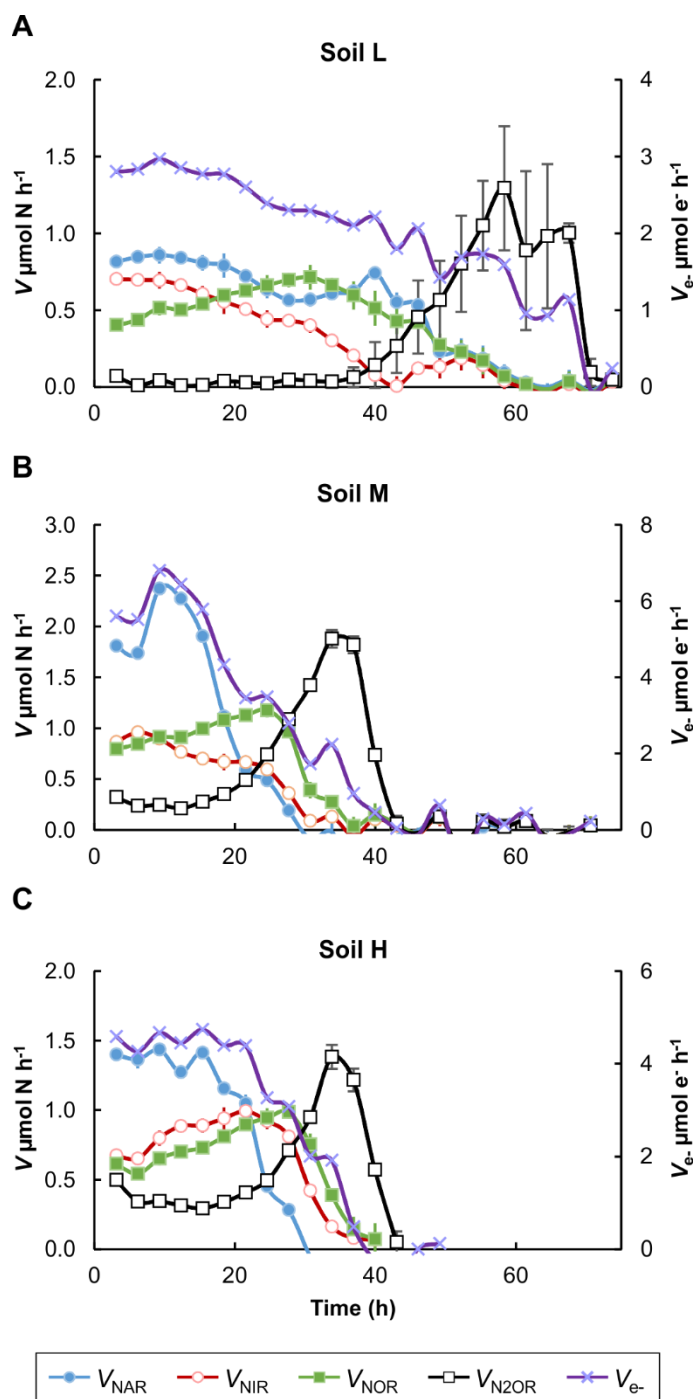 A
Soil L
2.0 4
1.5 3
1.0 2
0.5 1
0.0 0
V µmol N h-1
Ve- µmol e- h-1
0 20 40 60
B
Soil M
3.0 8
2.5
2.0 6
1.5 4
1.0
0.5 2
0.0 0
V µmol N h-1
Ve- µmol e- h-1
0 20 40 60
C
Soil H
2.0 6
1.5
1.0 4
0.5 2
0.0 0
V µmol N h-1
Ve- µmol e- h-1
0 20 40 60
Time (h)
VNAR VNIR VNOR VN2OR Ve-